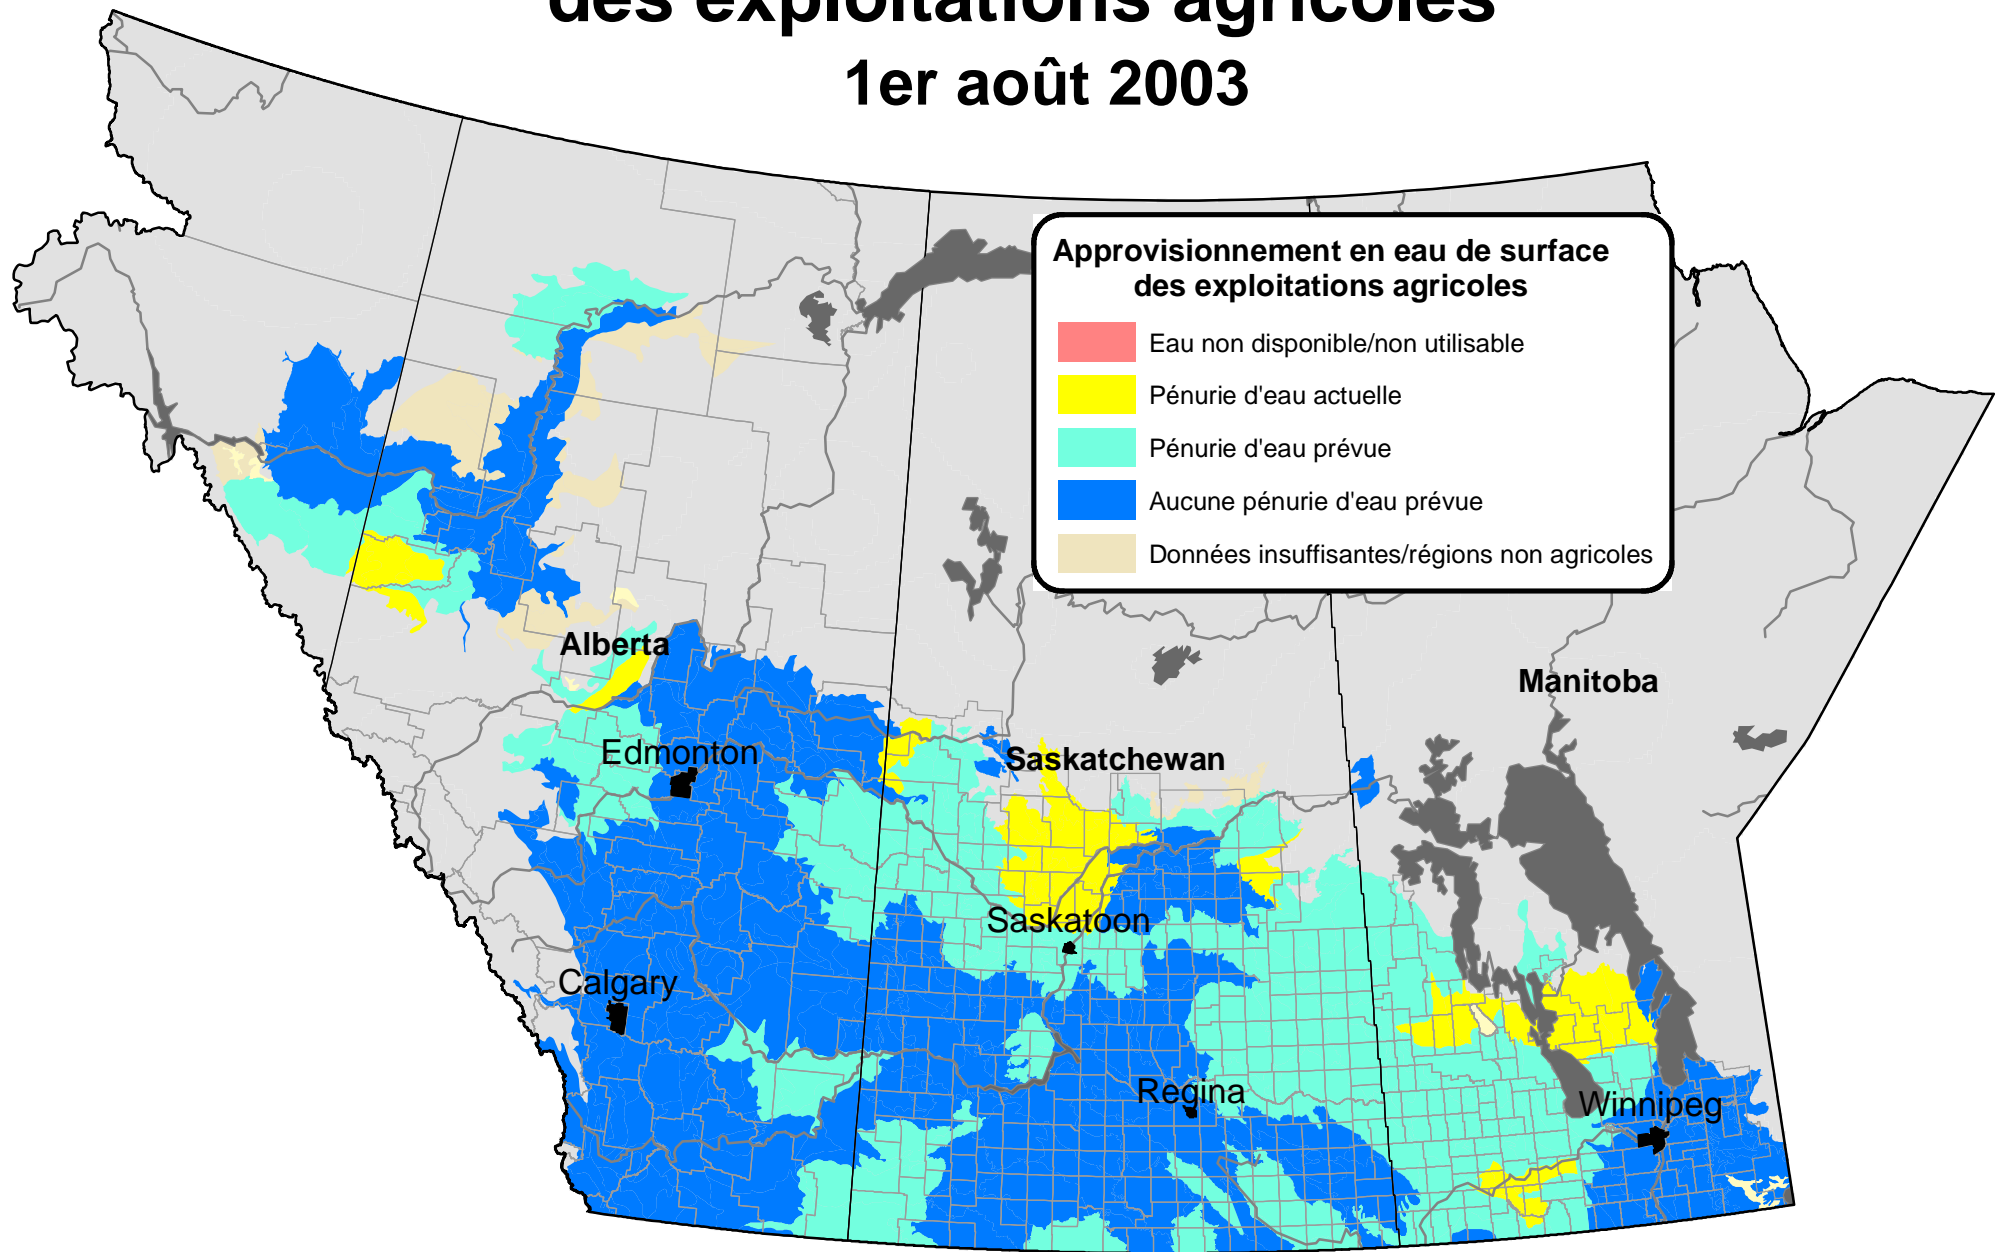 des exploitations agricoles
1er août 2003
Approvisionnement en eau de surface
des exploitations agricoles
Eau non disponible/non utilisable
Pénurie d'eau actuelle
Pénurie d'eau prévue
Aucune pénurie d'eau prévue
Données insuffisantes/régions non agricoles
Alberta
Manitoba
Edmonton
Saskatchewan
Saskatoon
Calgary
Regina
Winnipeg